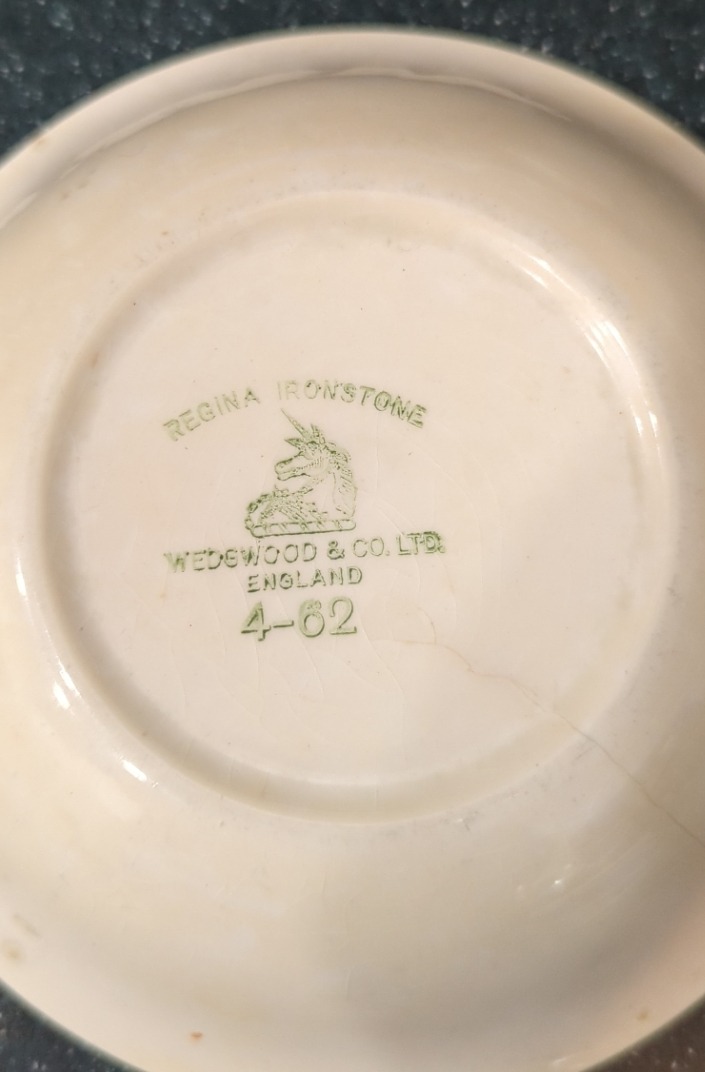 REGINA IRONSTONE
WEDGWOOD & CO. LTD.
ENGLAND
4-62